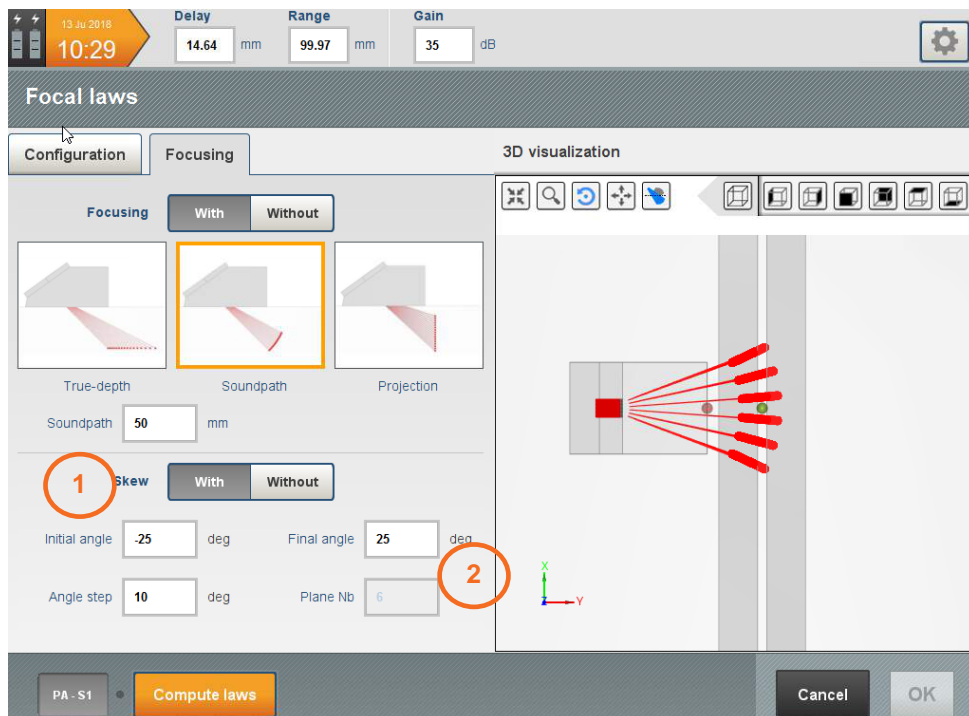 Delay Range Gain
13 Ju 2018
10:29
14.64 mm 99.97 mm 35 dB
Focal laws
Configuration Focusing 3D visualization
Focusing With Without
True-depth Soundpath Projection
Soundpath 50 mm
1 Skew With Without
Initial angle -25 deg Final angle 25 deg
2
Angle step 10 deg Plane Nb 6
X
Z Y
PA - S1 Compute laws Cancel OK